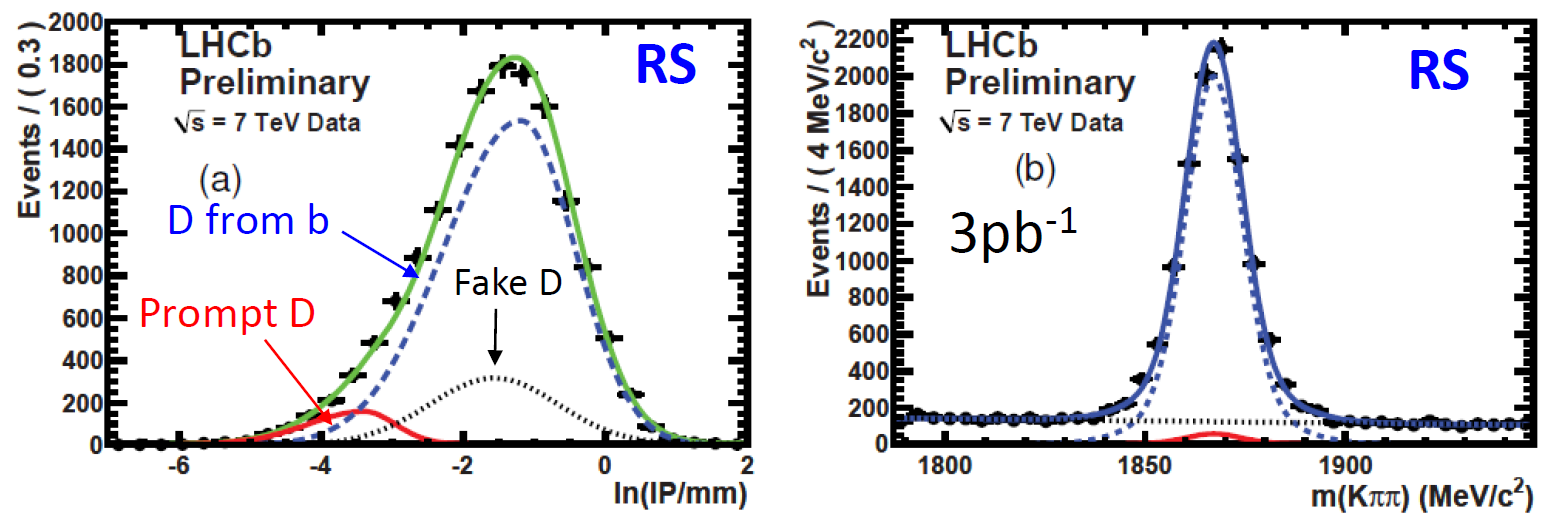 2000
1800
1600
1400
1200
1000
800
600
400
200
0
Events / ( 0.3 )
LHCb
Preliminary
√s = 7 TeV Data
RS
(a)
D from b
Fake D
Prompt D
-6 -4 -2 0 2
ln(IP/mm)
2200
2000
1800
1600
1400
1200
1000
800
600
400
200
0
Events / ( 4 MeV/c²)
LHCb
Preliminary
√s = 7 TeV Data
RS
(b)
3pb⁻¹
1800 1850 1900
m(Kππ) (MeV/c²)